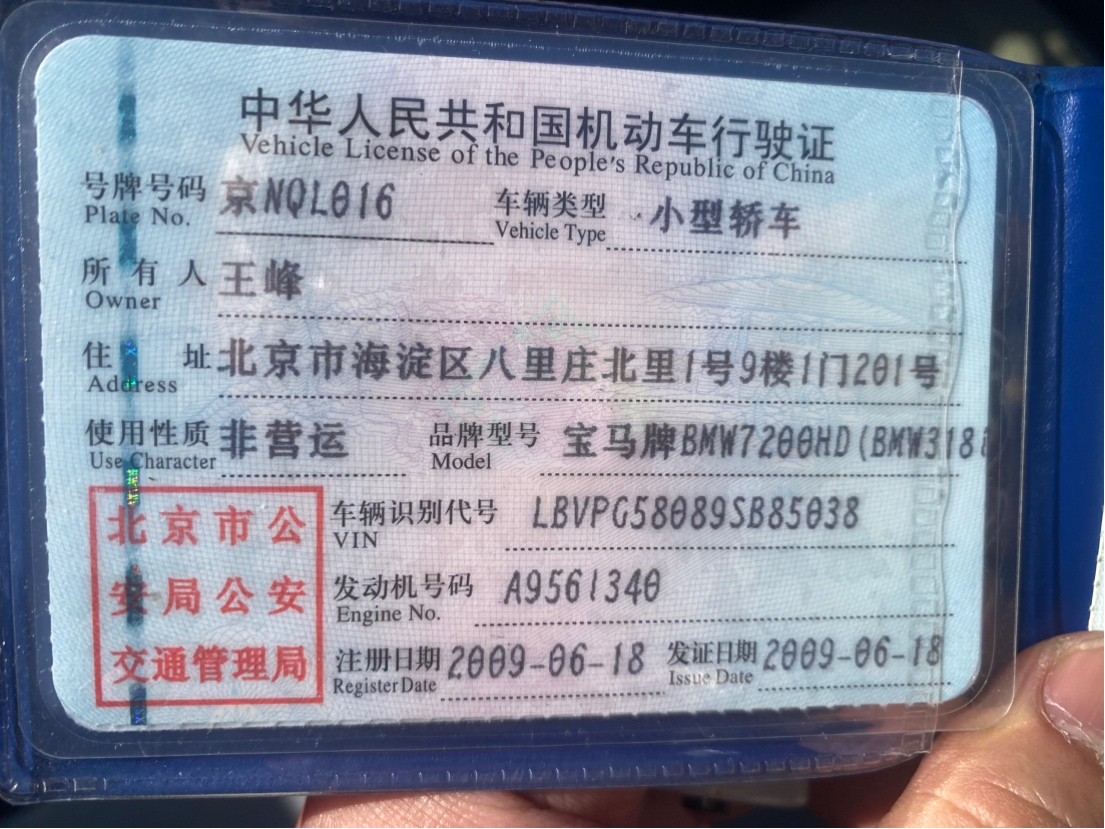 中华人民共和国机动车行驶证
Vehicle License of the People's Republic of China
号牌号码 京NQL016 车辆类型 小型轿车
Plate No. Vehicle Type
所有人 王峰
Owner
住址 北京市海淀区八里庄北里1号9楼1门201号
Address
使用性质 非营运 品牌型号 宝马牌BMW7200HD(BMW318i
Use Character Model
北京市公
安局公安
交通管理局
车辆识别代号 LBVPG58089SB85038
VIN
发动机号码 A9561340
Engine No.
注册日期 2009-06-18 发证日期 2009-06-18
Register Date Issue Date